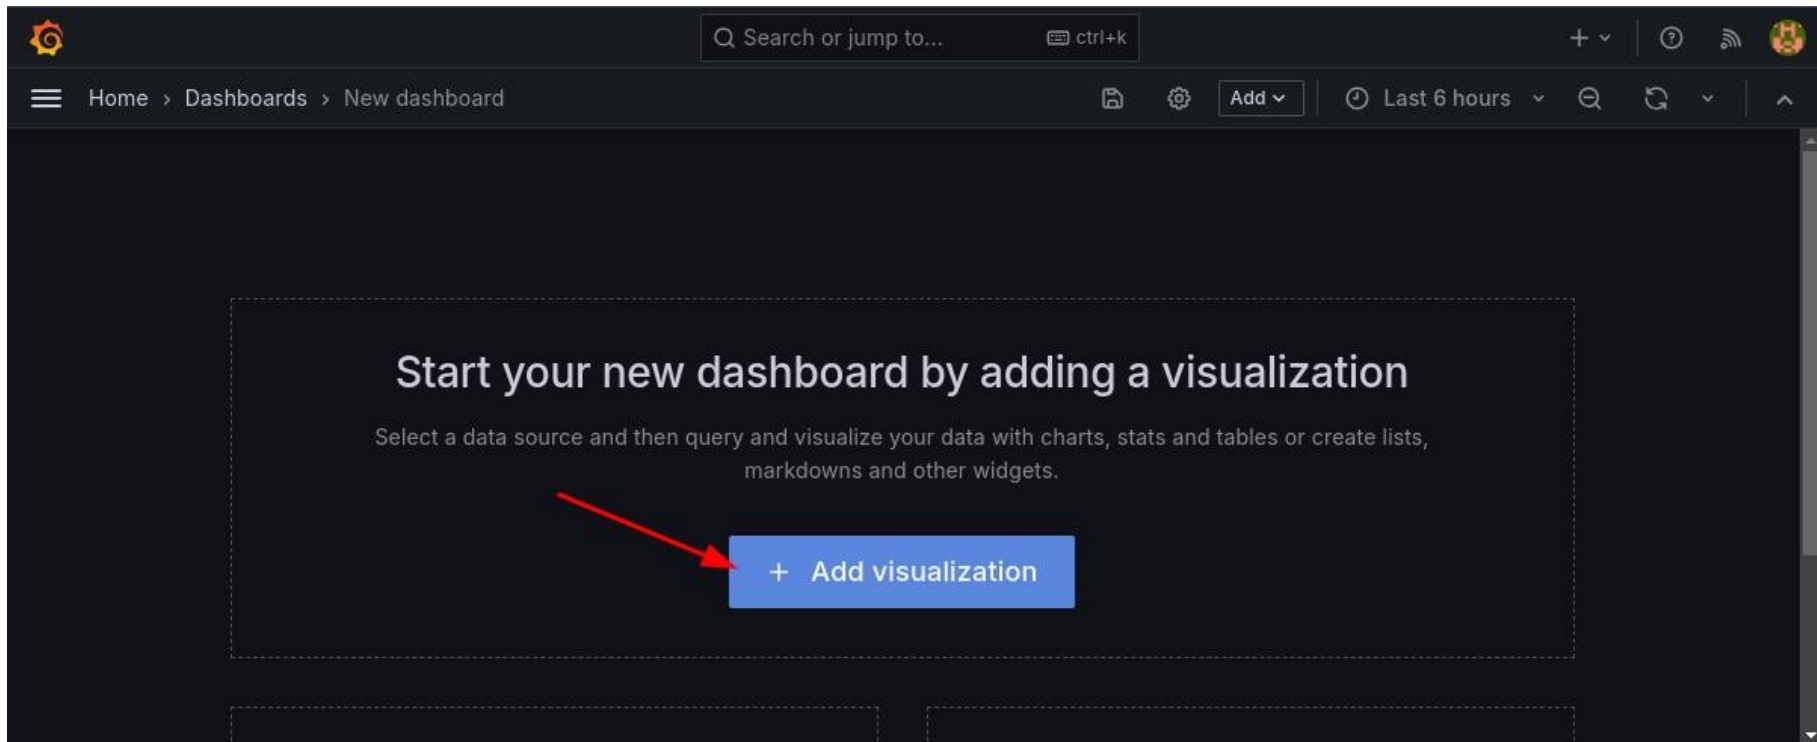 Search or jump to... ctrl+k
Home > Dashboards > New dashboard Add Last 6 hours
Start your new dashboard by adding a visualization
Select a data source and then query and visualize your data with charts, stats and tables or create lists,
markdowns and other widgets.
+ Add visualization